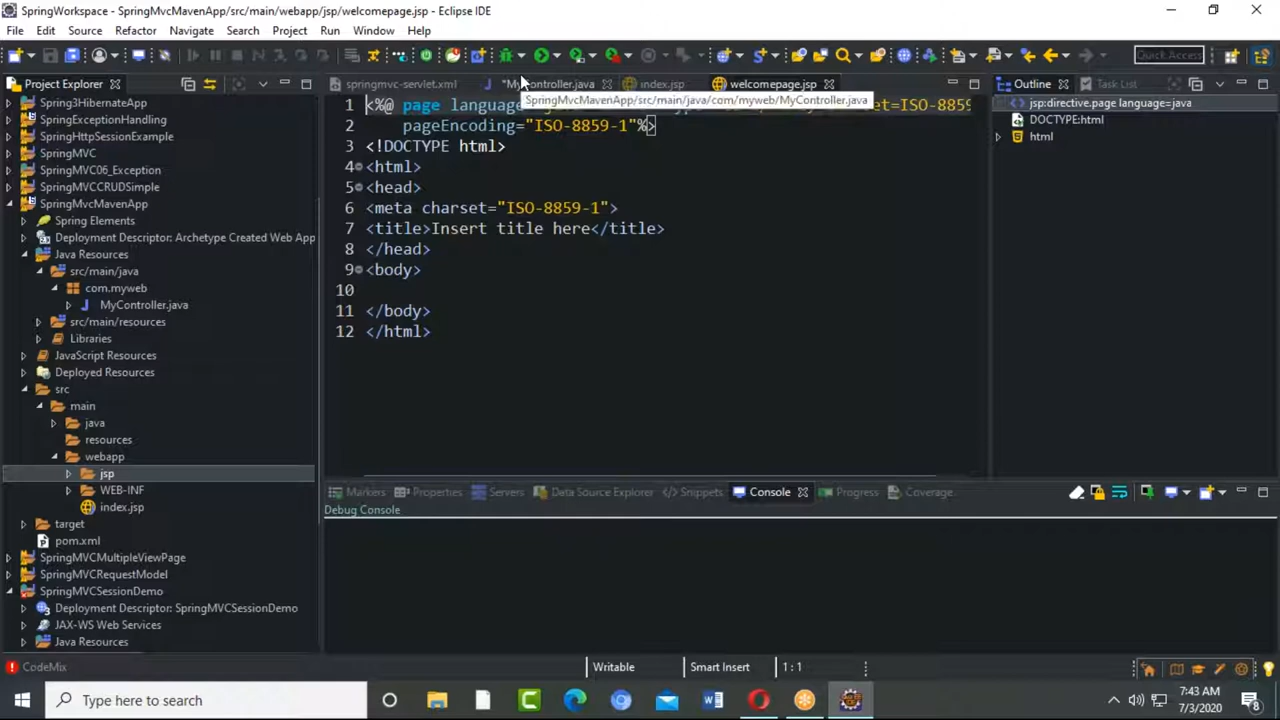 SpringWorkspace - SpringMvcMavenApp/src/main/webapp/jsp/welcomepage.jsp - Eclipse IDE
File Edit Source Refactor Navigate Search Project Run Window Help
Quick Access
Project Explorer
springmvc-servlet.xml
index.jsp
welcomepage.jsp
Outline
Task List
SpringMvcMavenApp/src/main/java/com/myweb/MyController.java
Spring3HibernateApp
SpringExceptionHandling
SpringHttpSessionExample
SpringMVC
SpringMVC06_Exception
SpringMVCCRUDSimple
SpringMvcMavenApp
Spring Elements
Deployment Descriptor: Archetype Created Web App
Java Resources
src/main/java
com.myweb
MyController.java
src/main/resources
Libraries
JavaScript Resources
Deployed Resources
src
main
java
resources
webapp
jsp
WEB-INF
index.jsp
target
pom.xml
SpringMVCMultipleViewPage
SpringMVCRequestModel
SpringMVCSessionDemo
Deployment Descriptor: SpringMVCSessionDemo
JAX-WS Web Services
Java Resources
1 <%@ page language
2 pageEncoding="ISO-8859-1"%>
3 <!DOCTYPE html>
4 <html>
5 <head>
6 <meta charset="ISO-8859-1">
7 <title>Insert title here</title>
8 </head>
9 <body>
10
11 </body>
12 </html>
jsp:directive.page language=java
DOCTYPE:html
html
Markers Properties Servers Data Source Explorer Snippets Console Progress Coverage
Debug Console
CodeMix
Writable
Smart Insert
1 : 1
Type here to search
7:43 AM
7/3/2020
8